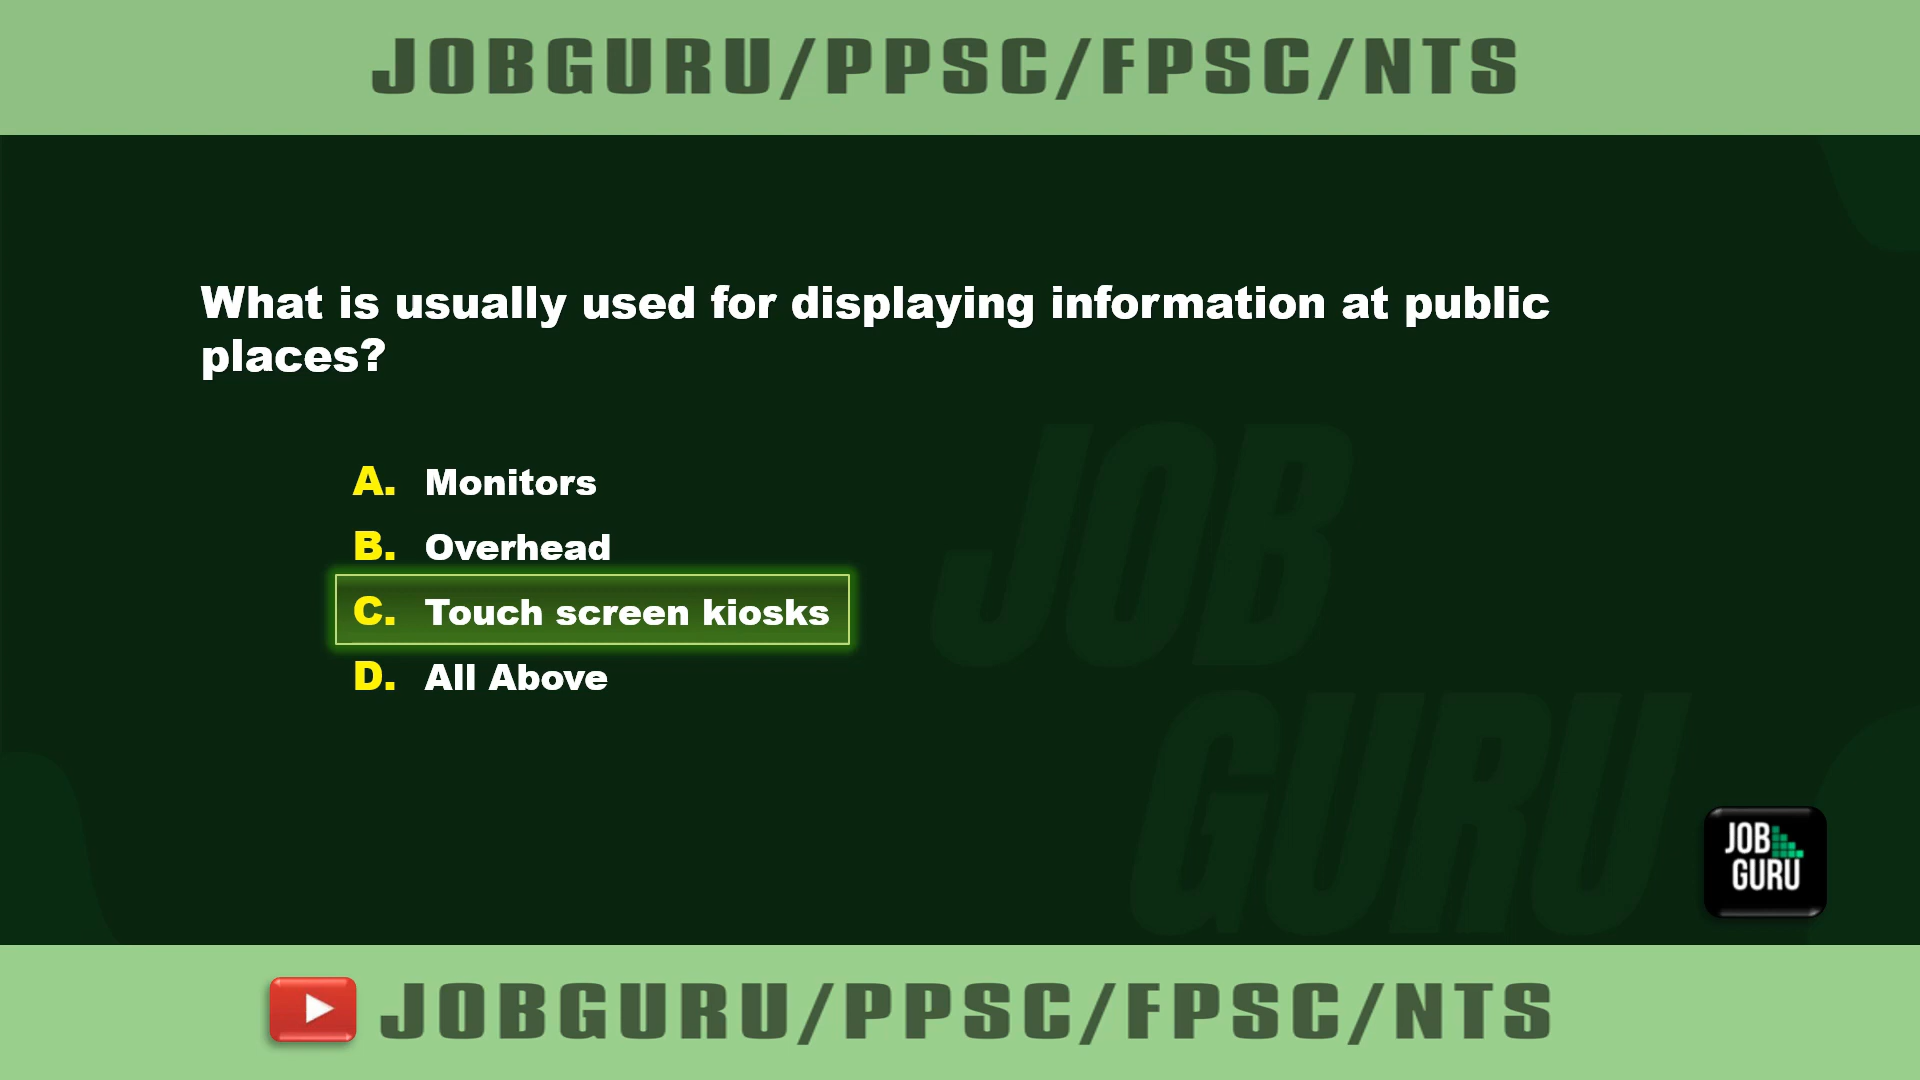 JOBGURU/PPSC/FPSC/NTS
What is usually used for displaying information at public
places?
A. Monitors
B. Overhead
C. Touch screen kiosks
D. All Above
JOB
GURU
JOB
GURU
JOBGURU/PPSC/FPSC/NTS